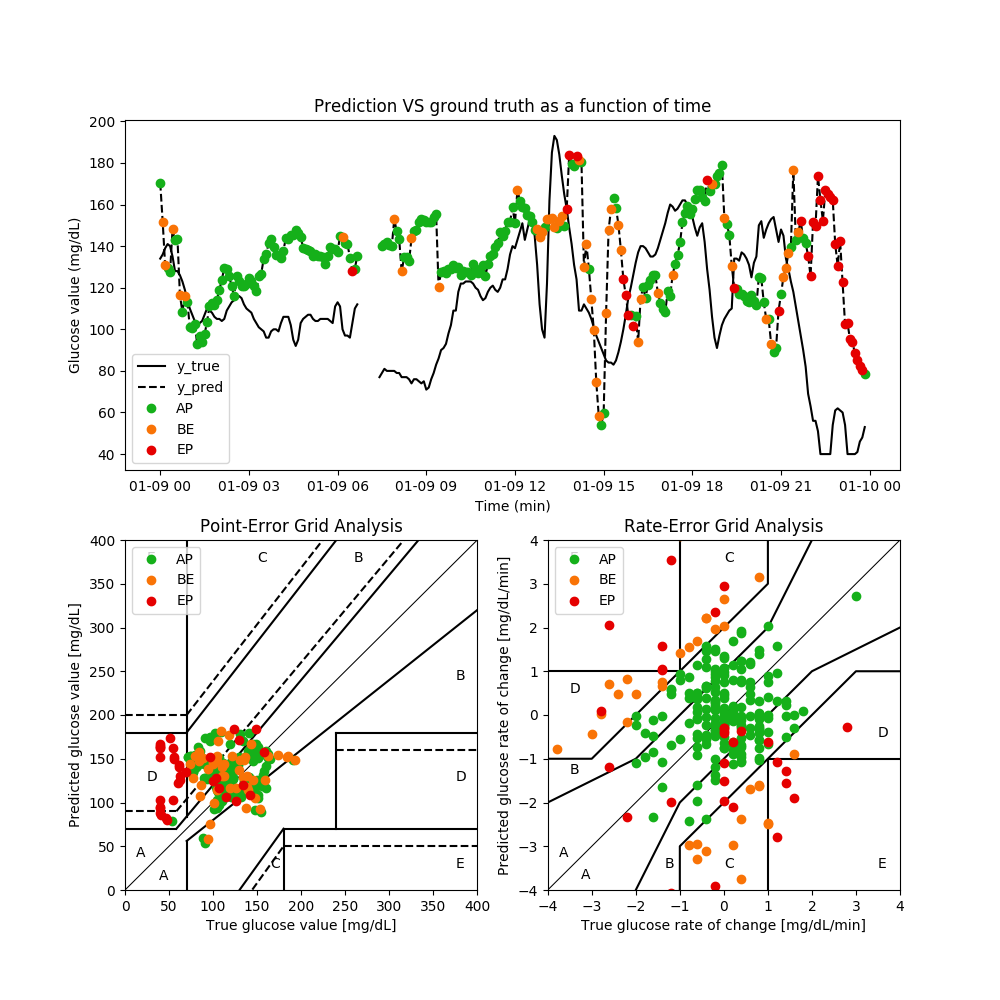 Prediction VS ground truth as a function of time
Glucose value (mg/dL)
200
180
160
140
120
100
80
60
40
y_true
y_pred
AP
BE
EP
01-09 00 01-09 03 01-09 06 01-09 09 01-09 12 01-09 15 01-09 18 01-09 21 01-10 00
Time (min)
Point-Error Grid Analysis
Predicted glucose value [mg/dL]
400
350
300
250
200
150
100
50
0
AP
BE
EP
C
B
B
D
D
A
A
C
E
0 50 100 150 200 250 300 350 400
True glucose value [mg/dL]
Rate-Error Grid Analysis
Predicted glucose rate of change [mg/dL/min]
4
3
2
1
0
−1
−2
−3
−4
AP
BE
EP
C
D
D
B
A
A
B
C
E
−4 −3 −2 −1 0 1 2 3 4
True glucose rate of change [mg/dL/min]